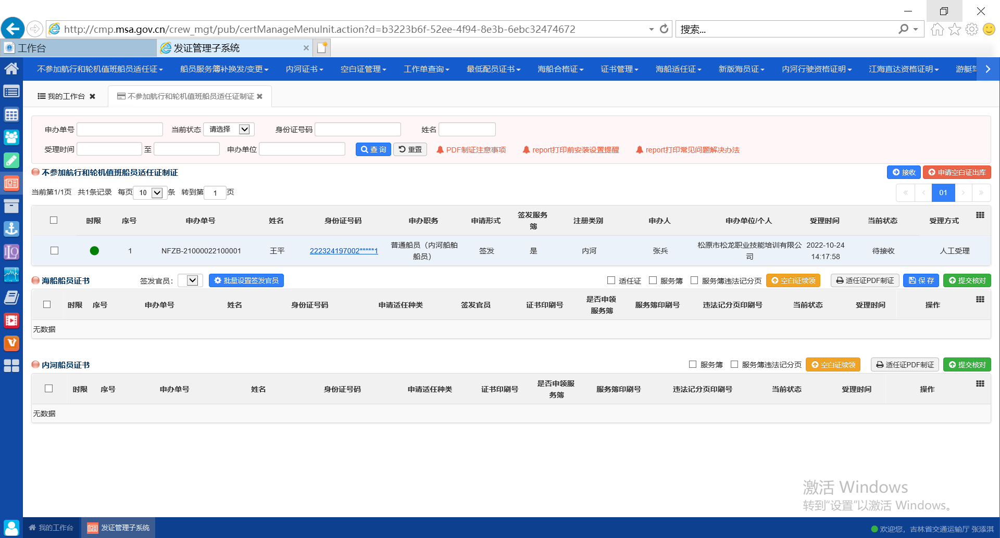 http://cmp.msa.gov.cn/crew_mgt/pub/certManageMenuInit.action?d=b3223b6f-52ee-4f94-8e3b-6ebc32474672
搜索...
工作台
发证管理子系统
不参加航行和轮机值班船员适任证 船员服务簿补换发/变更 内河证书 空白证管理 工作单查询 最低配员证书 海船合格证 证书管理 海船适任证 新版海员证 内河行驶资格证明 江海直达资格证明 游艇
我的工作台 不参加航行和轮机值班船员适任证制证
申办单号 当前状态 请选择 身份证号码 姓名
受理时间 至 申办单位 查 询 重置 PDF制证注意事项 report打印前安装设置提醒 report打印常见问题解决办法
不参加航行和轮机值班船员适任证制证 接收 申请空白证出库
当前第1/1页 共1条记录 每页 10 条 转到第 1 页 « ‹ 01 › »
时限 序号 申办单号 姓名 身份证号码 申办职务 申请形式 签发服务簿 注册类别 申办人 申办单位/个人 受理时间 当前状态 受理方式
1 NFZB-21000022100001 王平 222324197002*****1 普通船员（内河船舶船员） 签发 是 内河 张兵 松原市松龙职业技能培训有限公司 2022-10-24 14:17:58 待接收 人工受理
海船船员证书 签发官员： 批量设置签发官员 适任证 服务簿 服务簿违法记分页 空白证续领 适任证PDF制证 保 存 提交核对
时限 序号 申办单号 姓名 身份证号码 申请适任种类 签发官员 证书印刷号 是否申领服务簿 服务簿印刷号 违法记分页印刷号 当前状态 受理时间 操作
无数据
内河船员证书 服务簿 服务簿违法记分页 空白证续领 适任证PDF制证 提交核对
时限 序号 申办单号 姓名 身份证号码 申请适任种类 证书印刷号 是否申领服务簿 服务簿印刷号 违法记分页印刷号 当前状态 受理时间 操作
无数据
激活 Windows
转到“设置”以激活 Windows。
我的工作台 发证管理子系统 欢迎您，吉林省交通运输厅 张添淇